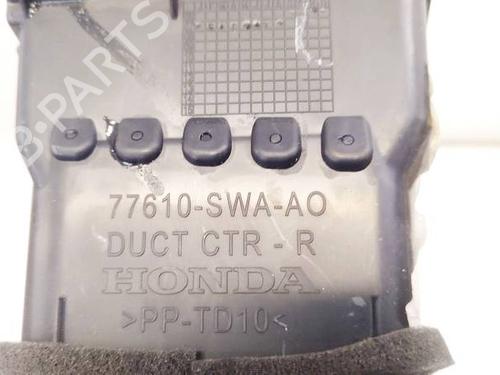 B-PARTS
77610-SWA-AO
DUCT CTR - R
HONDA
>PP-TD10<